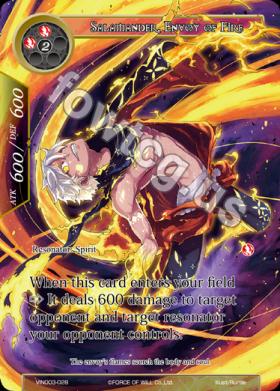 Salamander, Envoy of Fire
2
ATK 600/DEF 600
fowtcg.us
Resonator: Spirit
When this card enters your field
It deals 600 damage to target
opponent and target resonator
your opponent controls.
The envoy's flames scorch the body and soul.
VIN003-028
©FORCE OF WILL Co.,Ltd.